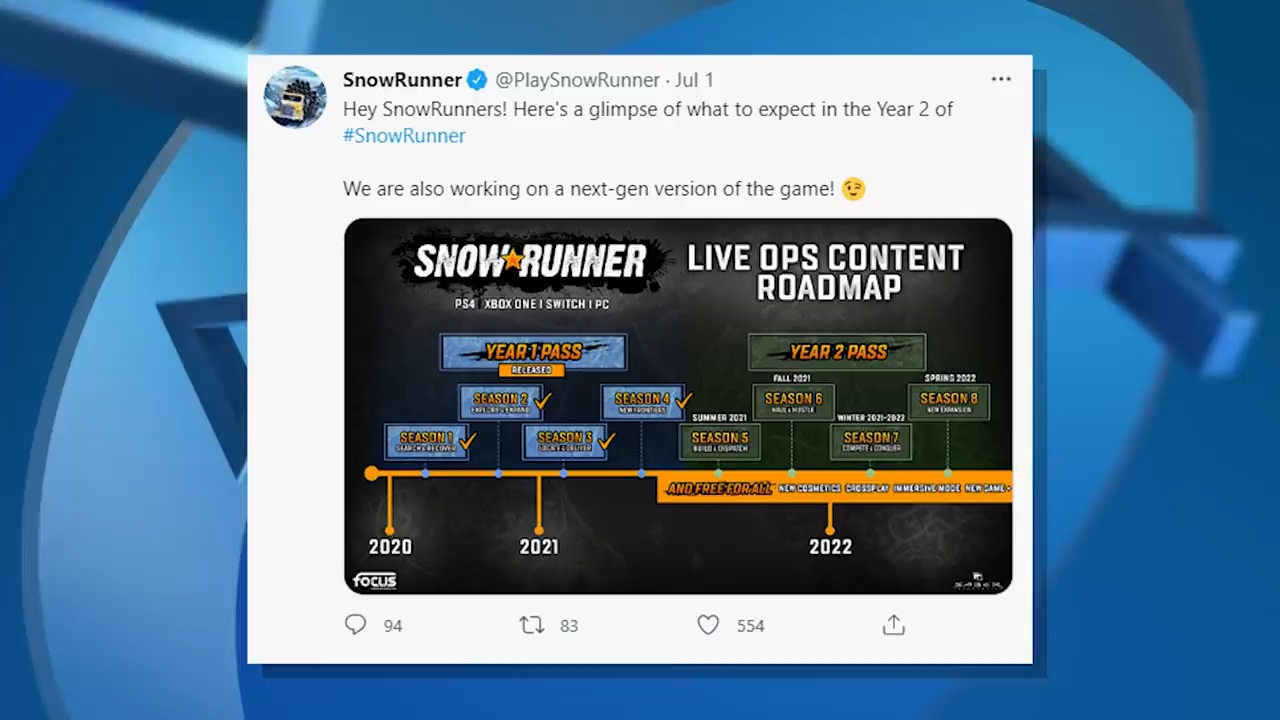 SnowRunner @PlaySnowRunner · Jul 1
Hey SnowRunners! Here's a glimpse of what to expect in the Year 2 of
#SnowRunner
We are also working on a next-gen version of the game! 😉
SNOWRUNNER
PS4 | XBOX ONE | SWITCH | PC
LIVE OPS CONTENT
ROADMAP
YEAR 1 PASS
RELEASED
YEAR 2 PASS
SEASON 1
SEARCH & RECOVER
SEASON 2
EXPLORE & EXPAND
SEASON 3
LOCATE & DELIVER
SEASON 4
NEW FRONTIERS
SUMMER 2021
SEASON 5
BUILD & DISPATCH
FALL 2021
SEASON 6
HAUL & HUSTLE
WINTER 2021-2022
SEASON 7
COMPETE & CONQUER
SPRING 2022
SEASON 8
NEW EXPANSION
AND FREE FOR ALL NEW COSMETICS CROSSPLAY IMMERSIVE MODE NEW GAME+
2020
2021
2022
FOCUS
SABER
94
83
554